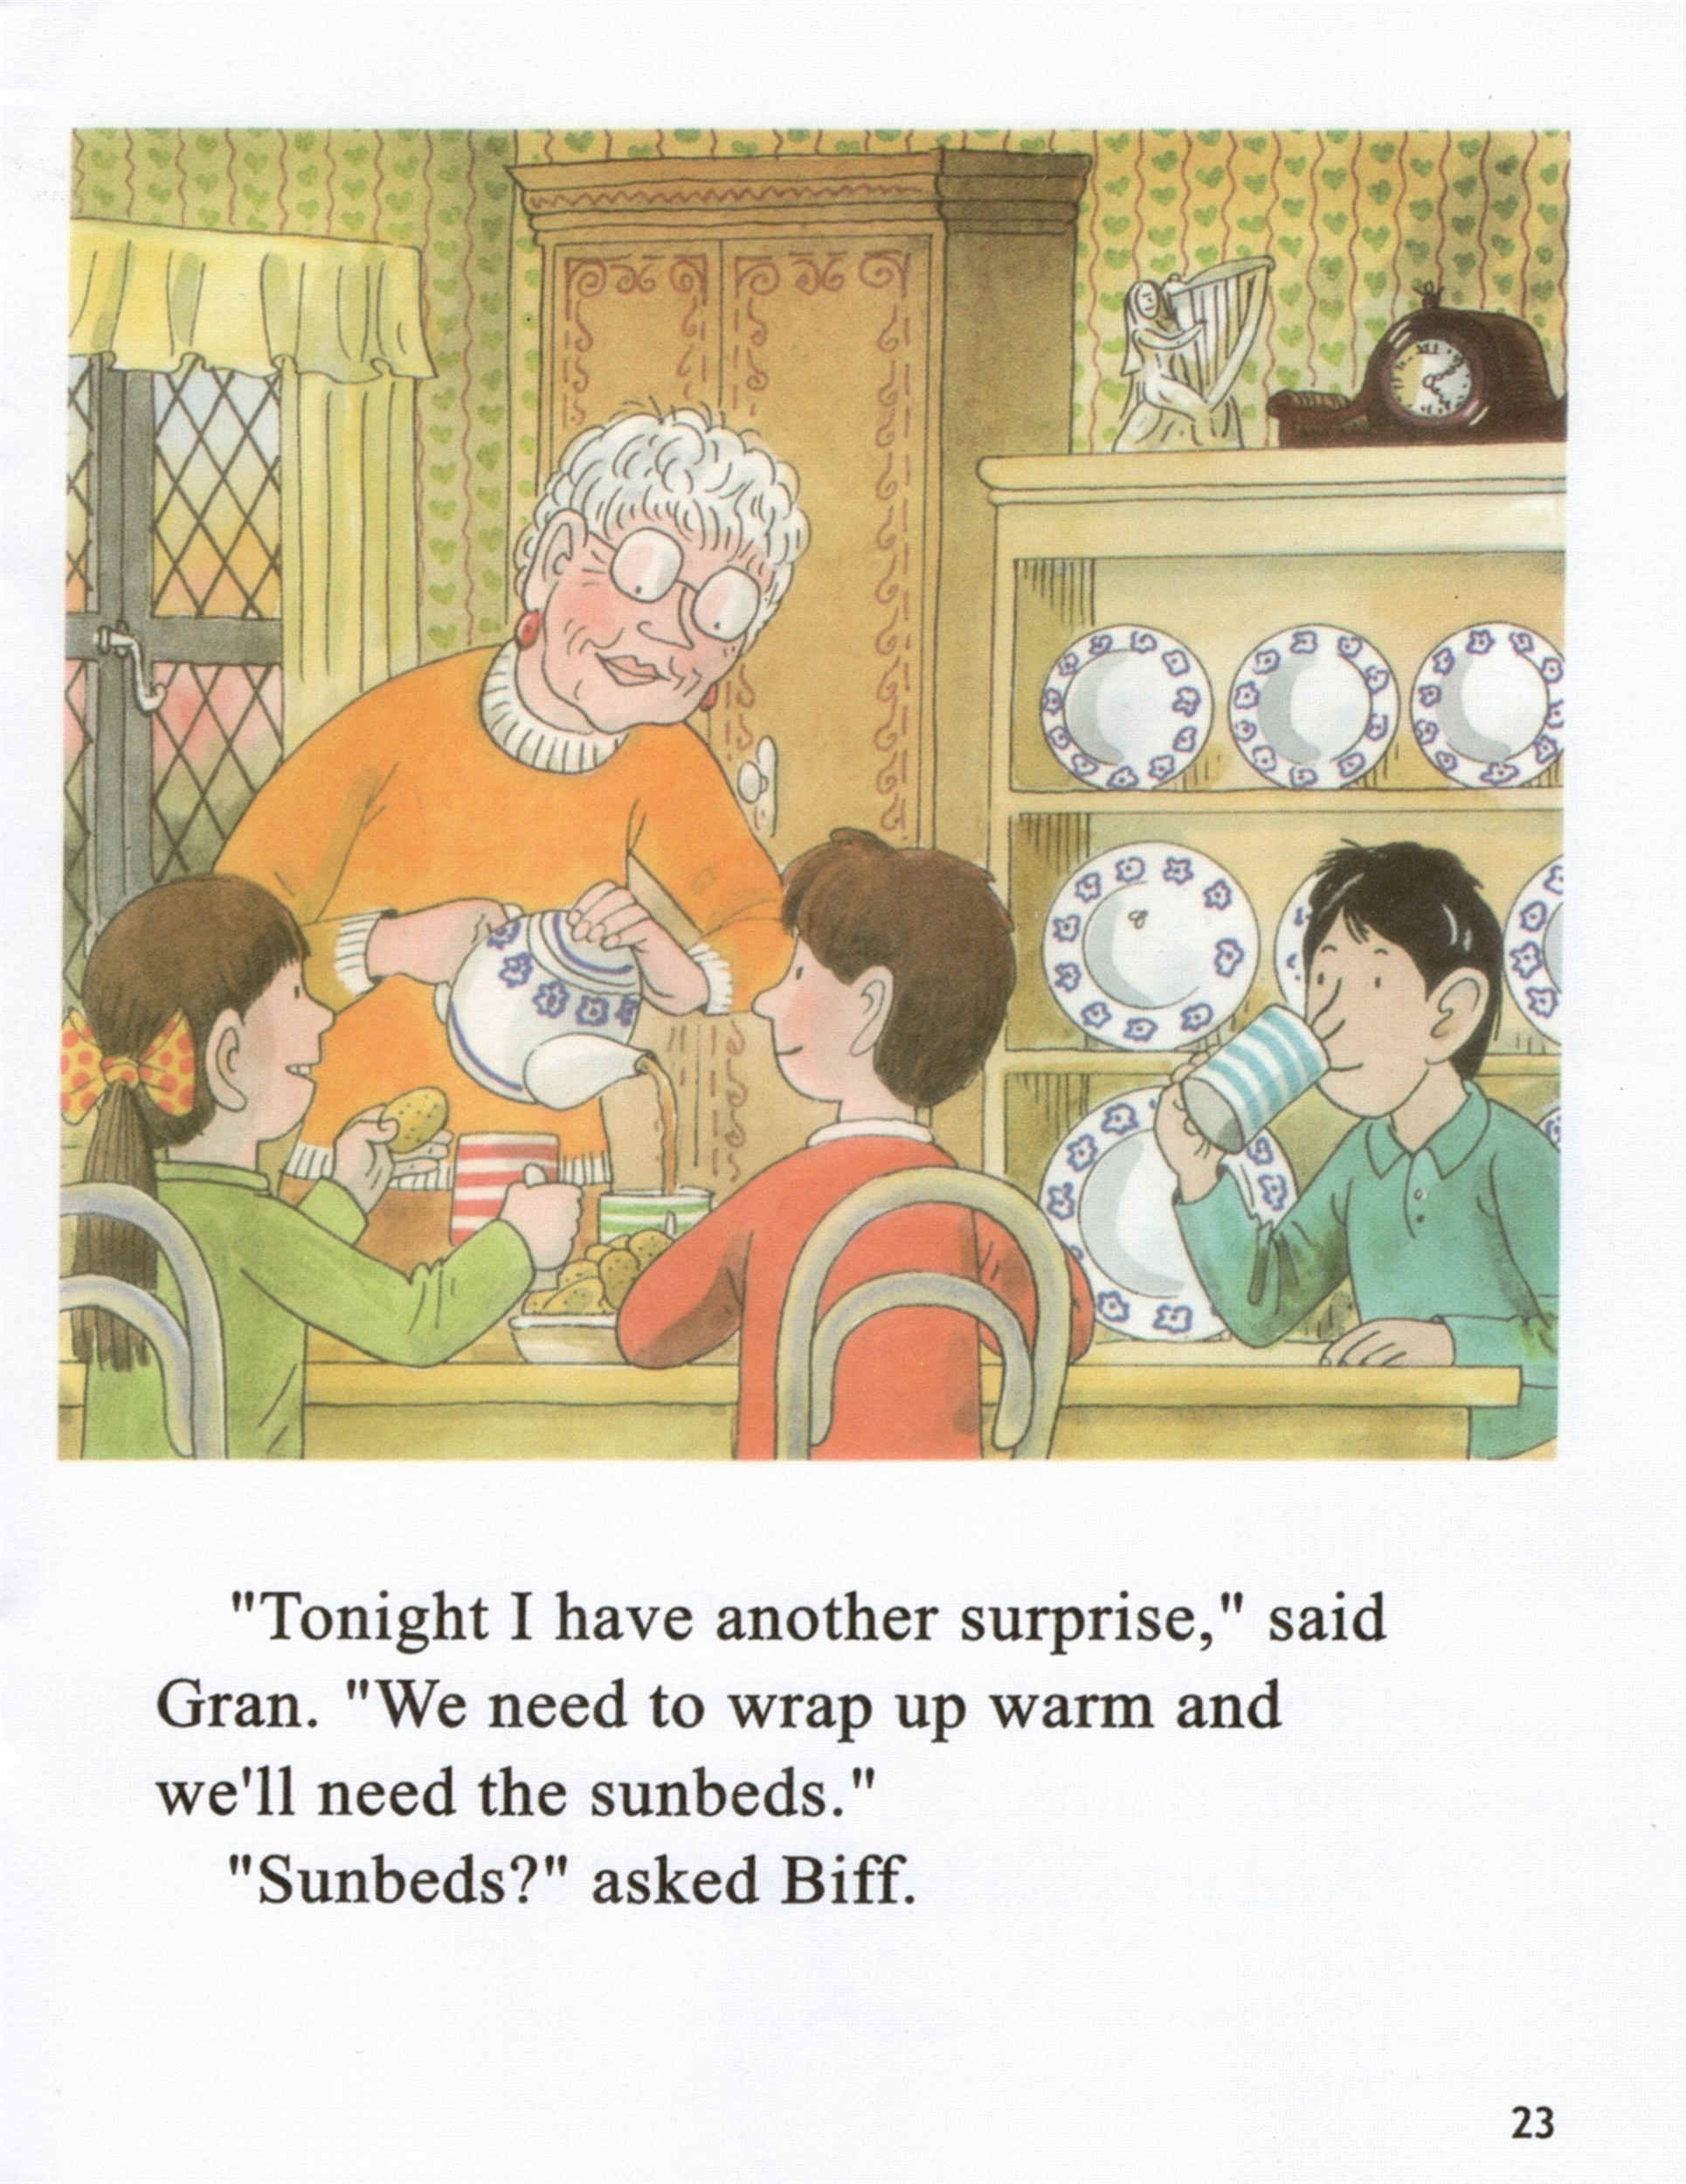 "Tonight I have another surprise," said
Gran. "We need to wrap up warm and
we'll need the sunbeds."
"Sunbeds?" asked Biff.
23